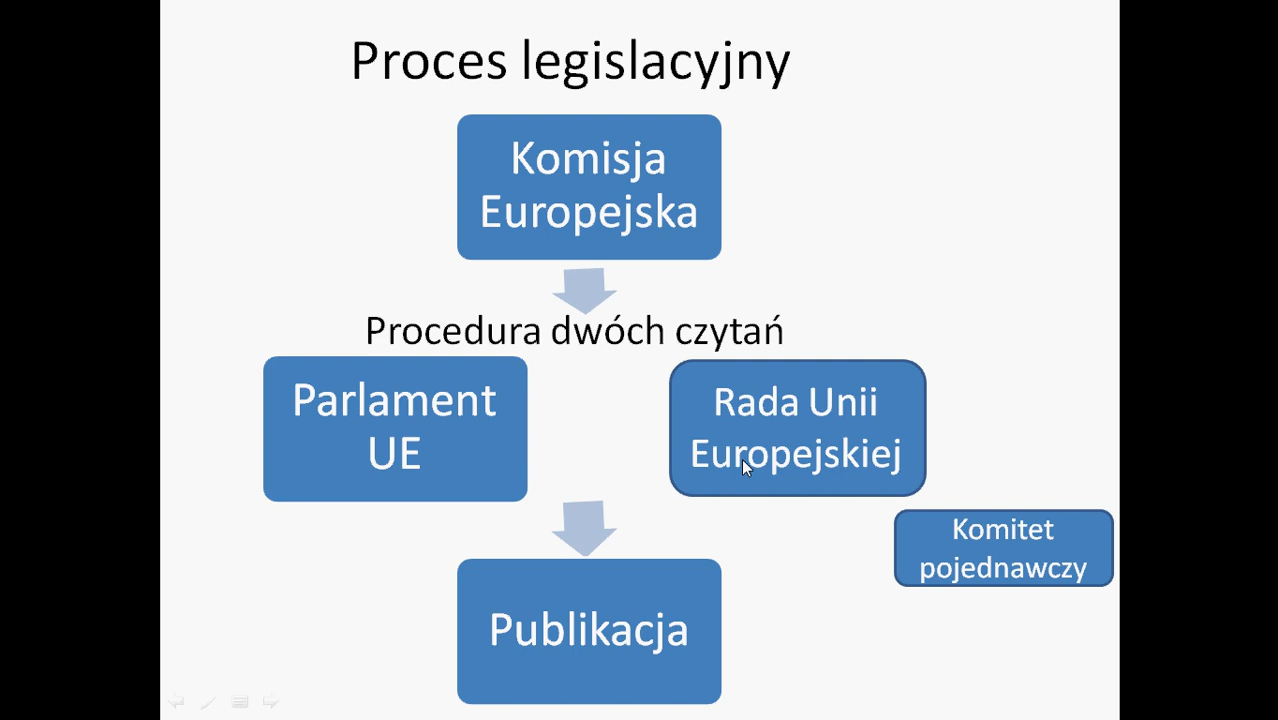 Proces legislacyjny
Komisja
Europejska
Procedura dwóch czytań
Parlament
UE
Rada Unii
Europejskiej
Komitet
pojednawczy
Publikacja